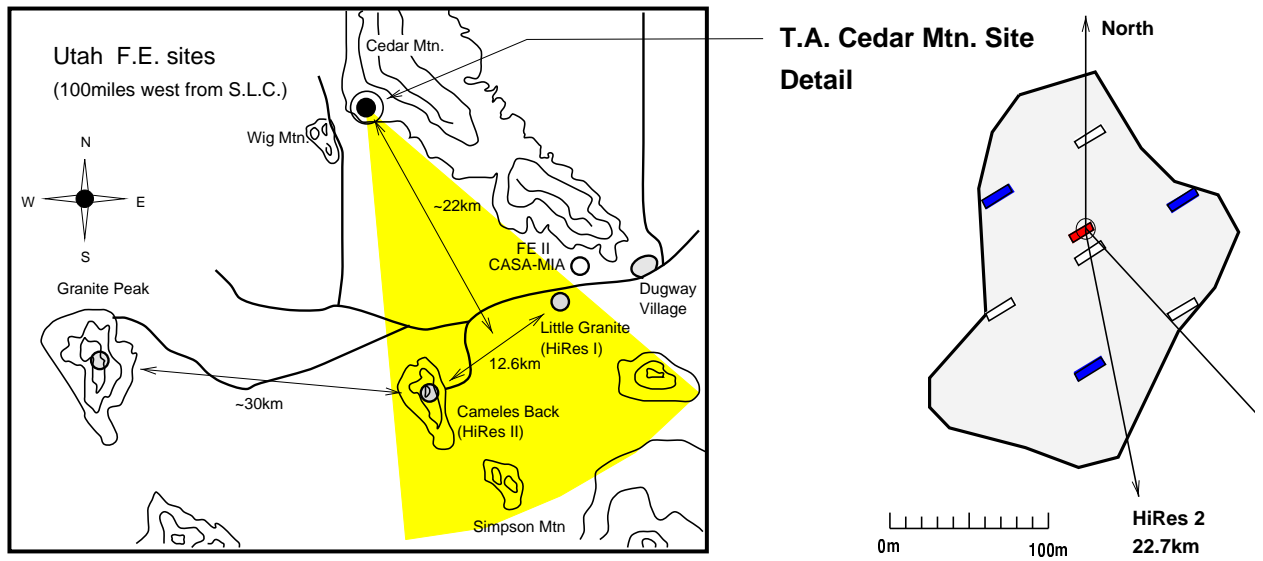 Utah F.E. sites
(100miles west from S.L.C.)
Cedar Mtn.
Wig Mtn.
N
W
E
S
~22km
FE II
CASA-MIA
Dugway
Village
Granite Peak
Little Granite
(HiRes I)
12.6km
~30km
Cameles Back
(HiRes II)
Simpson Mtn
T.A. Cedar Mtn. Site
Detail
North
HiRes 2
22.7km
0m
100m